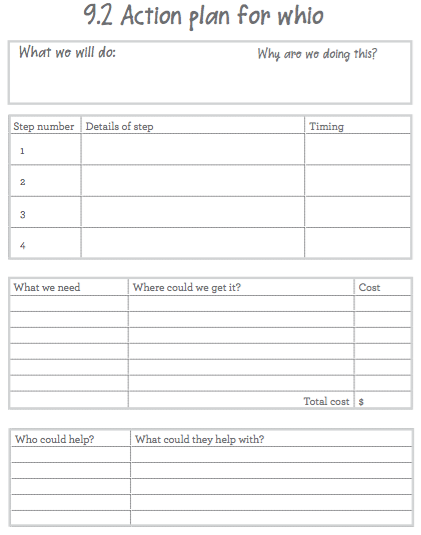 9.2 Action plan for whio
What we will do: Why are we doing this?
Step number Details of step Timing
1
2
3
4
What we need Where could we get it? Cost
Total cost $
Who could help? What could they help with?